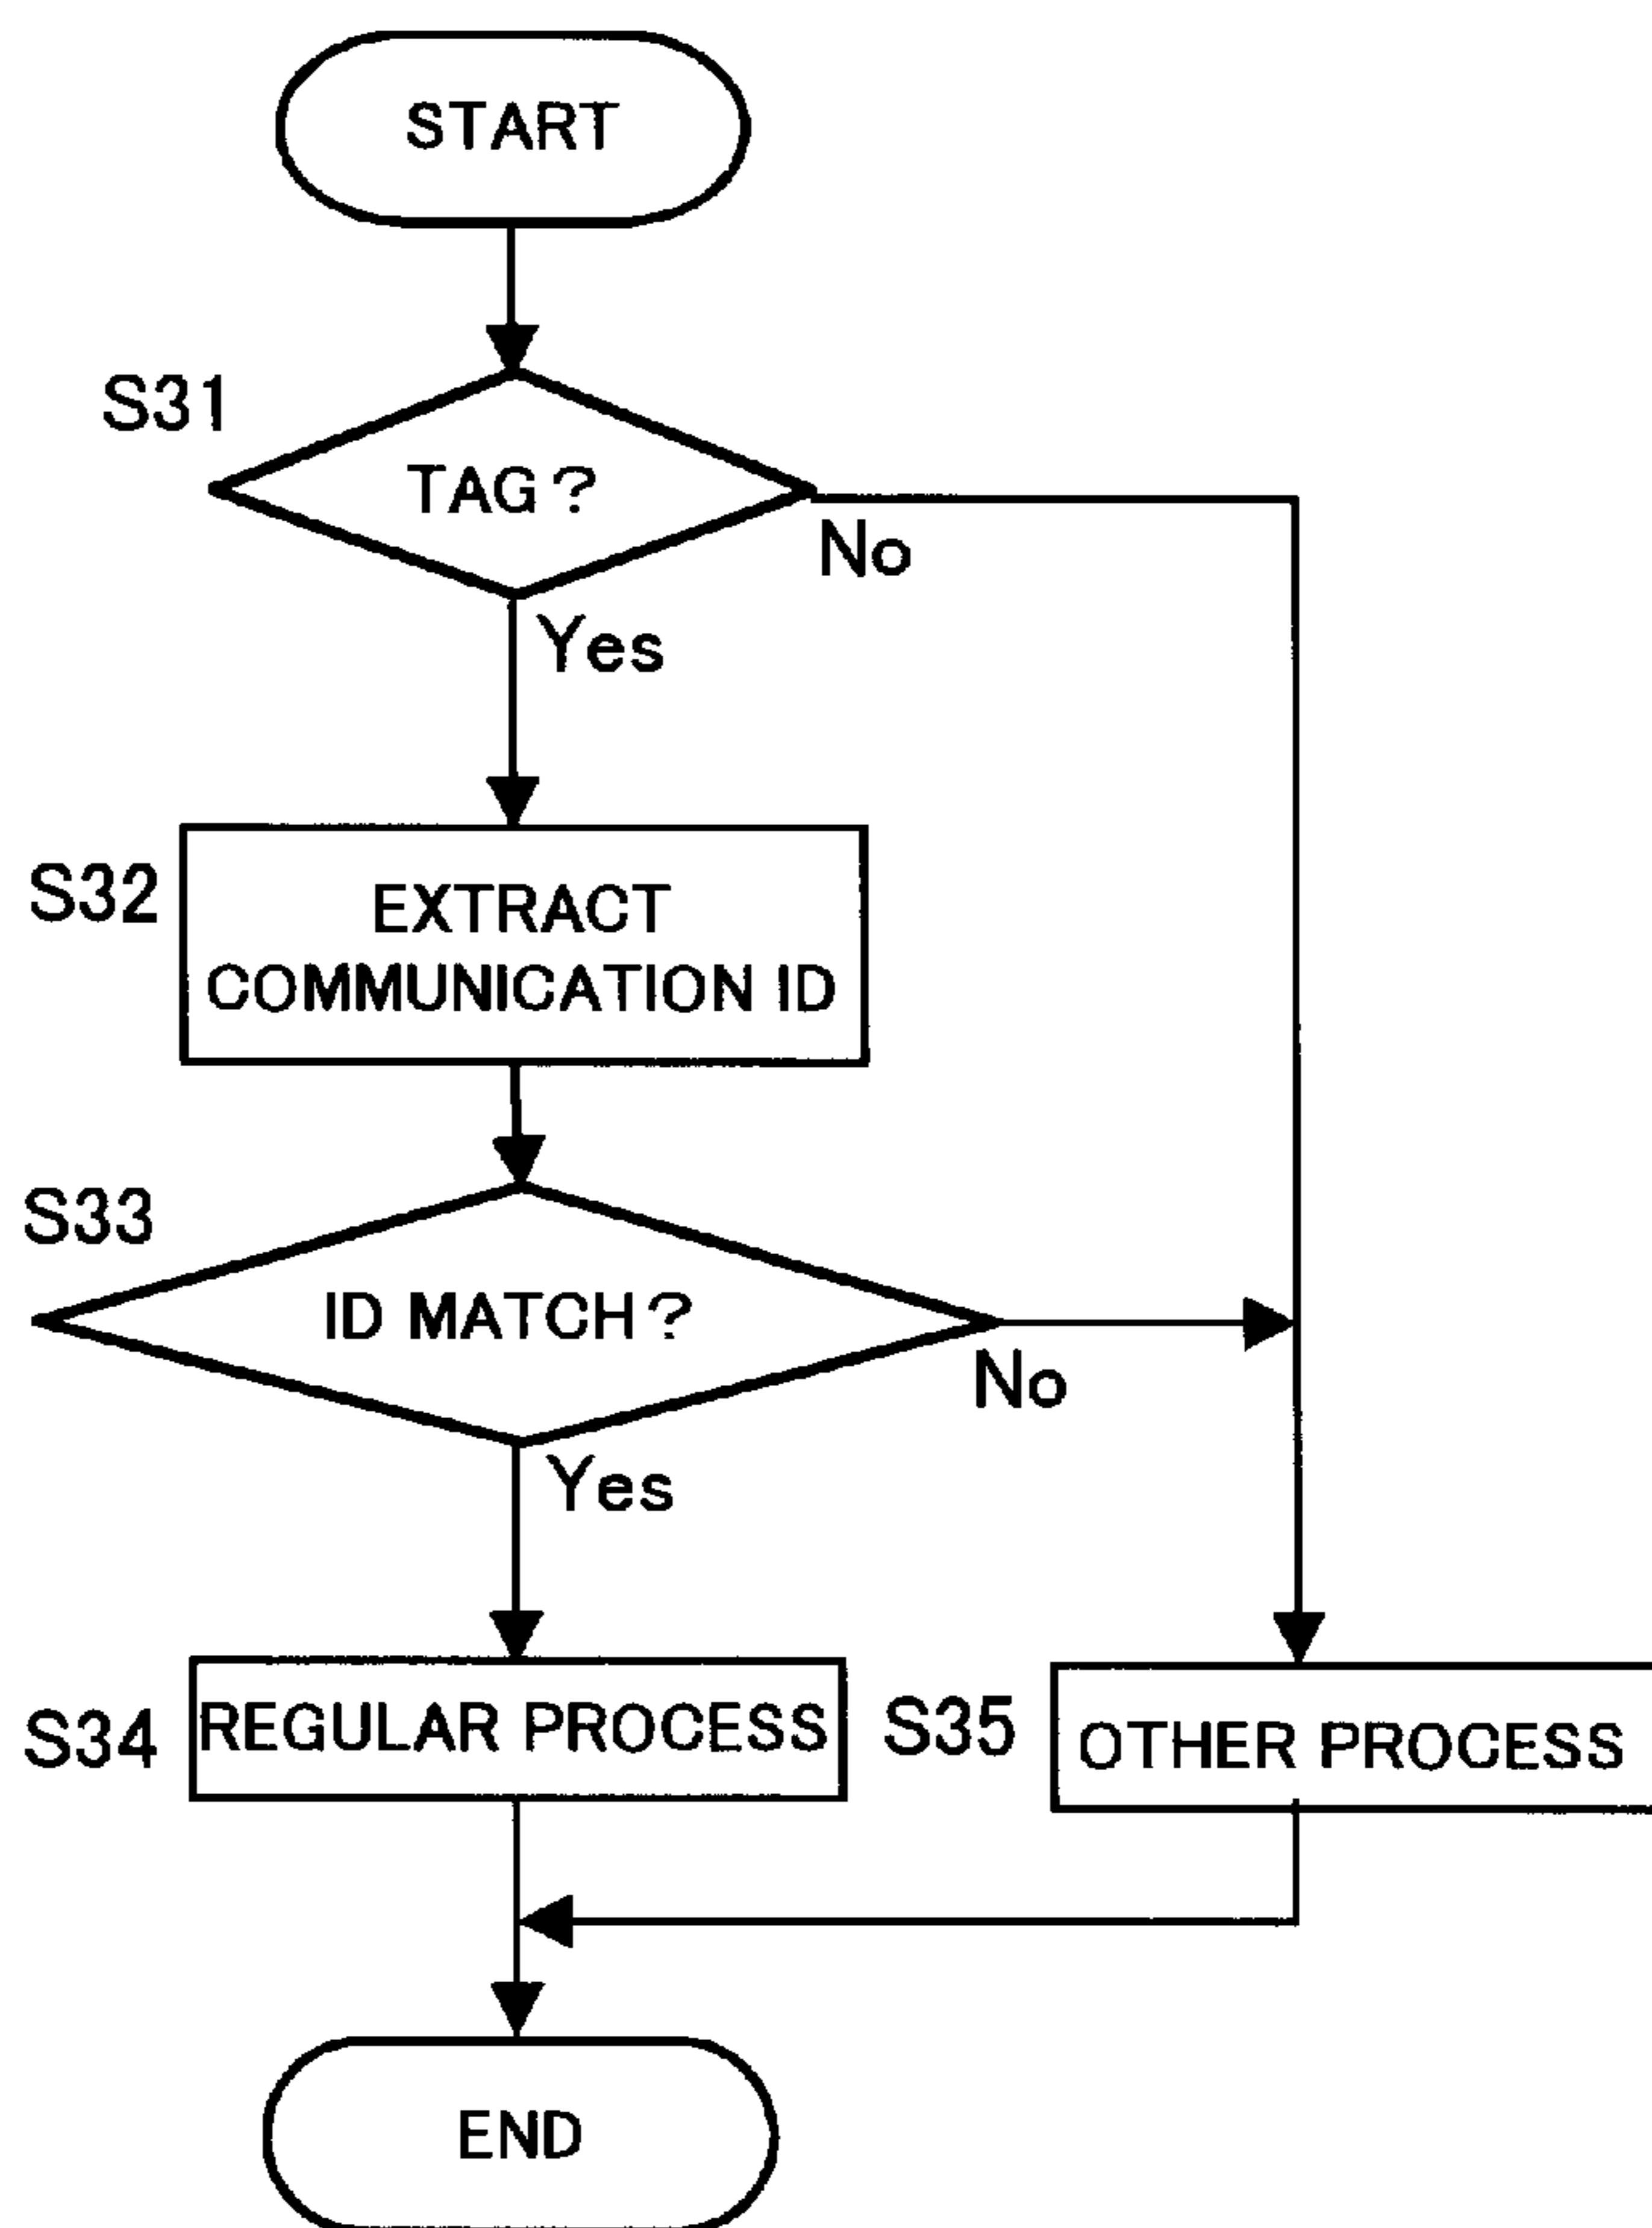 START
S31
TAG?
No
Yes
S32
EXTRACT
COMMUNICATION ID
S33
ID MATCH?
No
Yes
S34
REGULAR PROCESS
S35
OTHER PROCESS
END